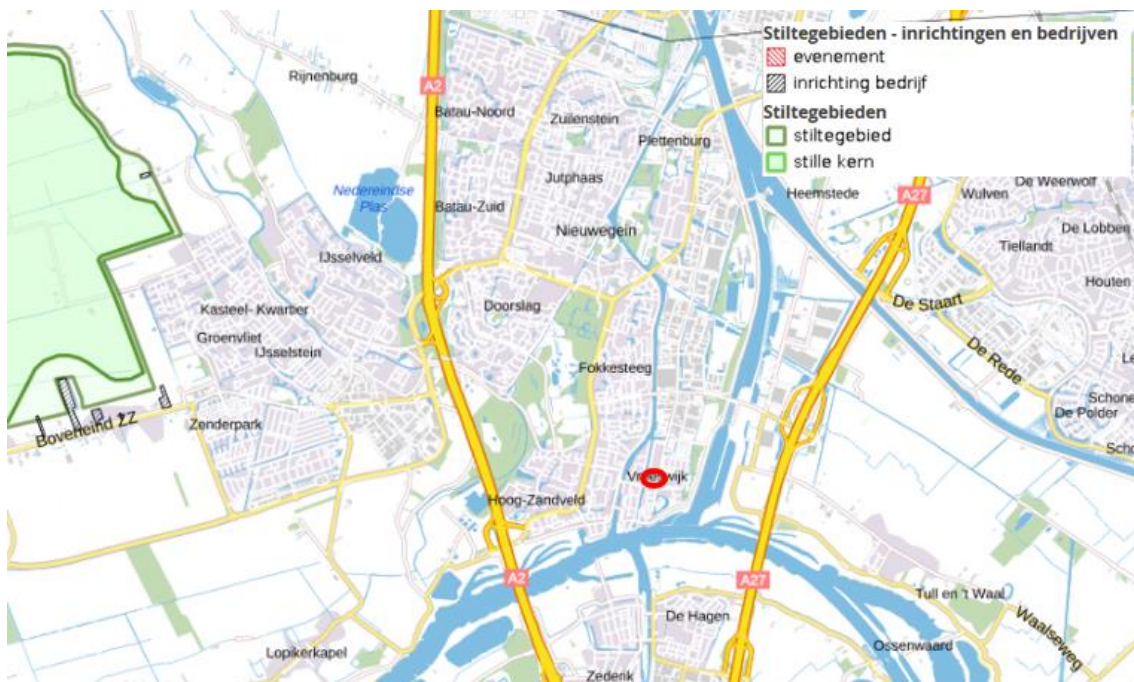 Stiltegebieden - inrichtingen en bedrijven
evenement
inrichting bedrijf
Stiltegebieden
stiltegebied
stille kern
Rijnenburg
A2
Batau-Noord
Zuilenstein
Plettenburg
Heemstede
A27
De Weerwolf
Wulven
Nedereindse
Plas
Jutphaas
Batau-Zuid
Nieuwegein
De Lobben
Tiellandt
IJsselveld
Houten
Kasteel- Kwartier
Doorslag
De Staart
Groenvliet
IJsselstein
De Rede
Fokkesteeg
Schone
De Polder
Boveneind ZZ
Zenderpark
Scho
Hoog-Zandveld
A2
A27
De Hagen
Tull en 't Waal
Waalseweg
Lopikerkapel
Ossenwaard
Zederik